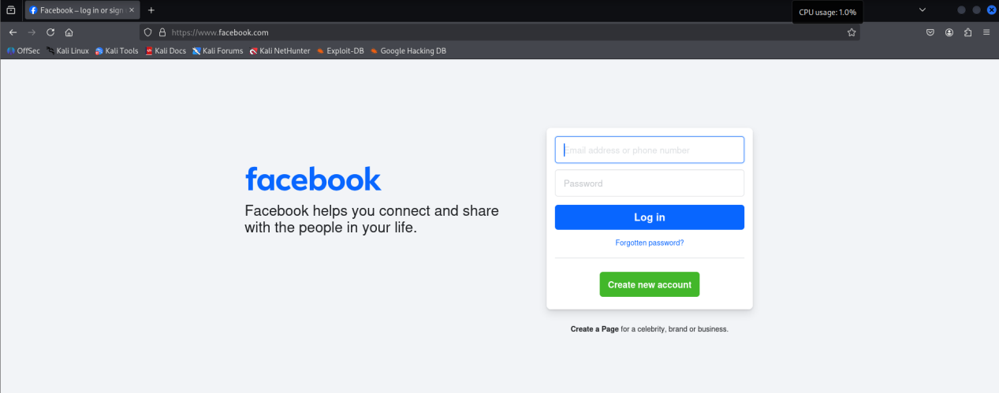 Facebook – log in or sign
CPU usage: 1.0%
https://www.facebook.com
OffSec Kali Linux Kali Tools Kali Docs Kali Forums Kali NetHunter Exploit-DB Google Hacking DB
Email address or phone number
facebook
Password
Facebook helps you connect and share
with the people in your life.
Log in
Forgotten password?
Create new account
Create a Page for a celebrity, brand or business.